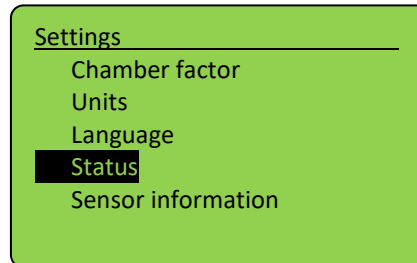 Settings
Chamber factor
Units
Language
Status
Sensor information